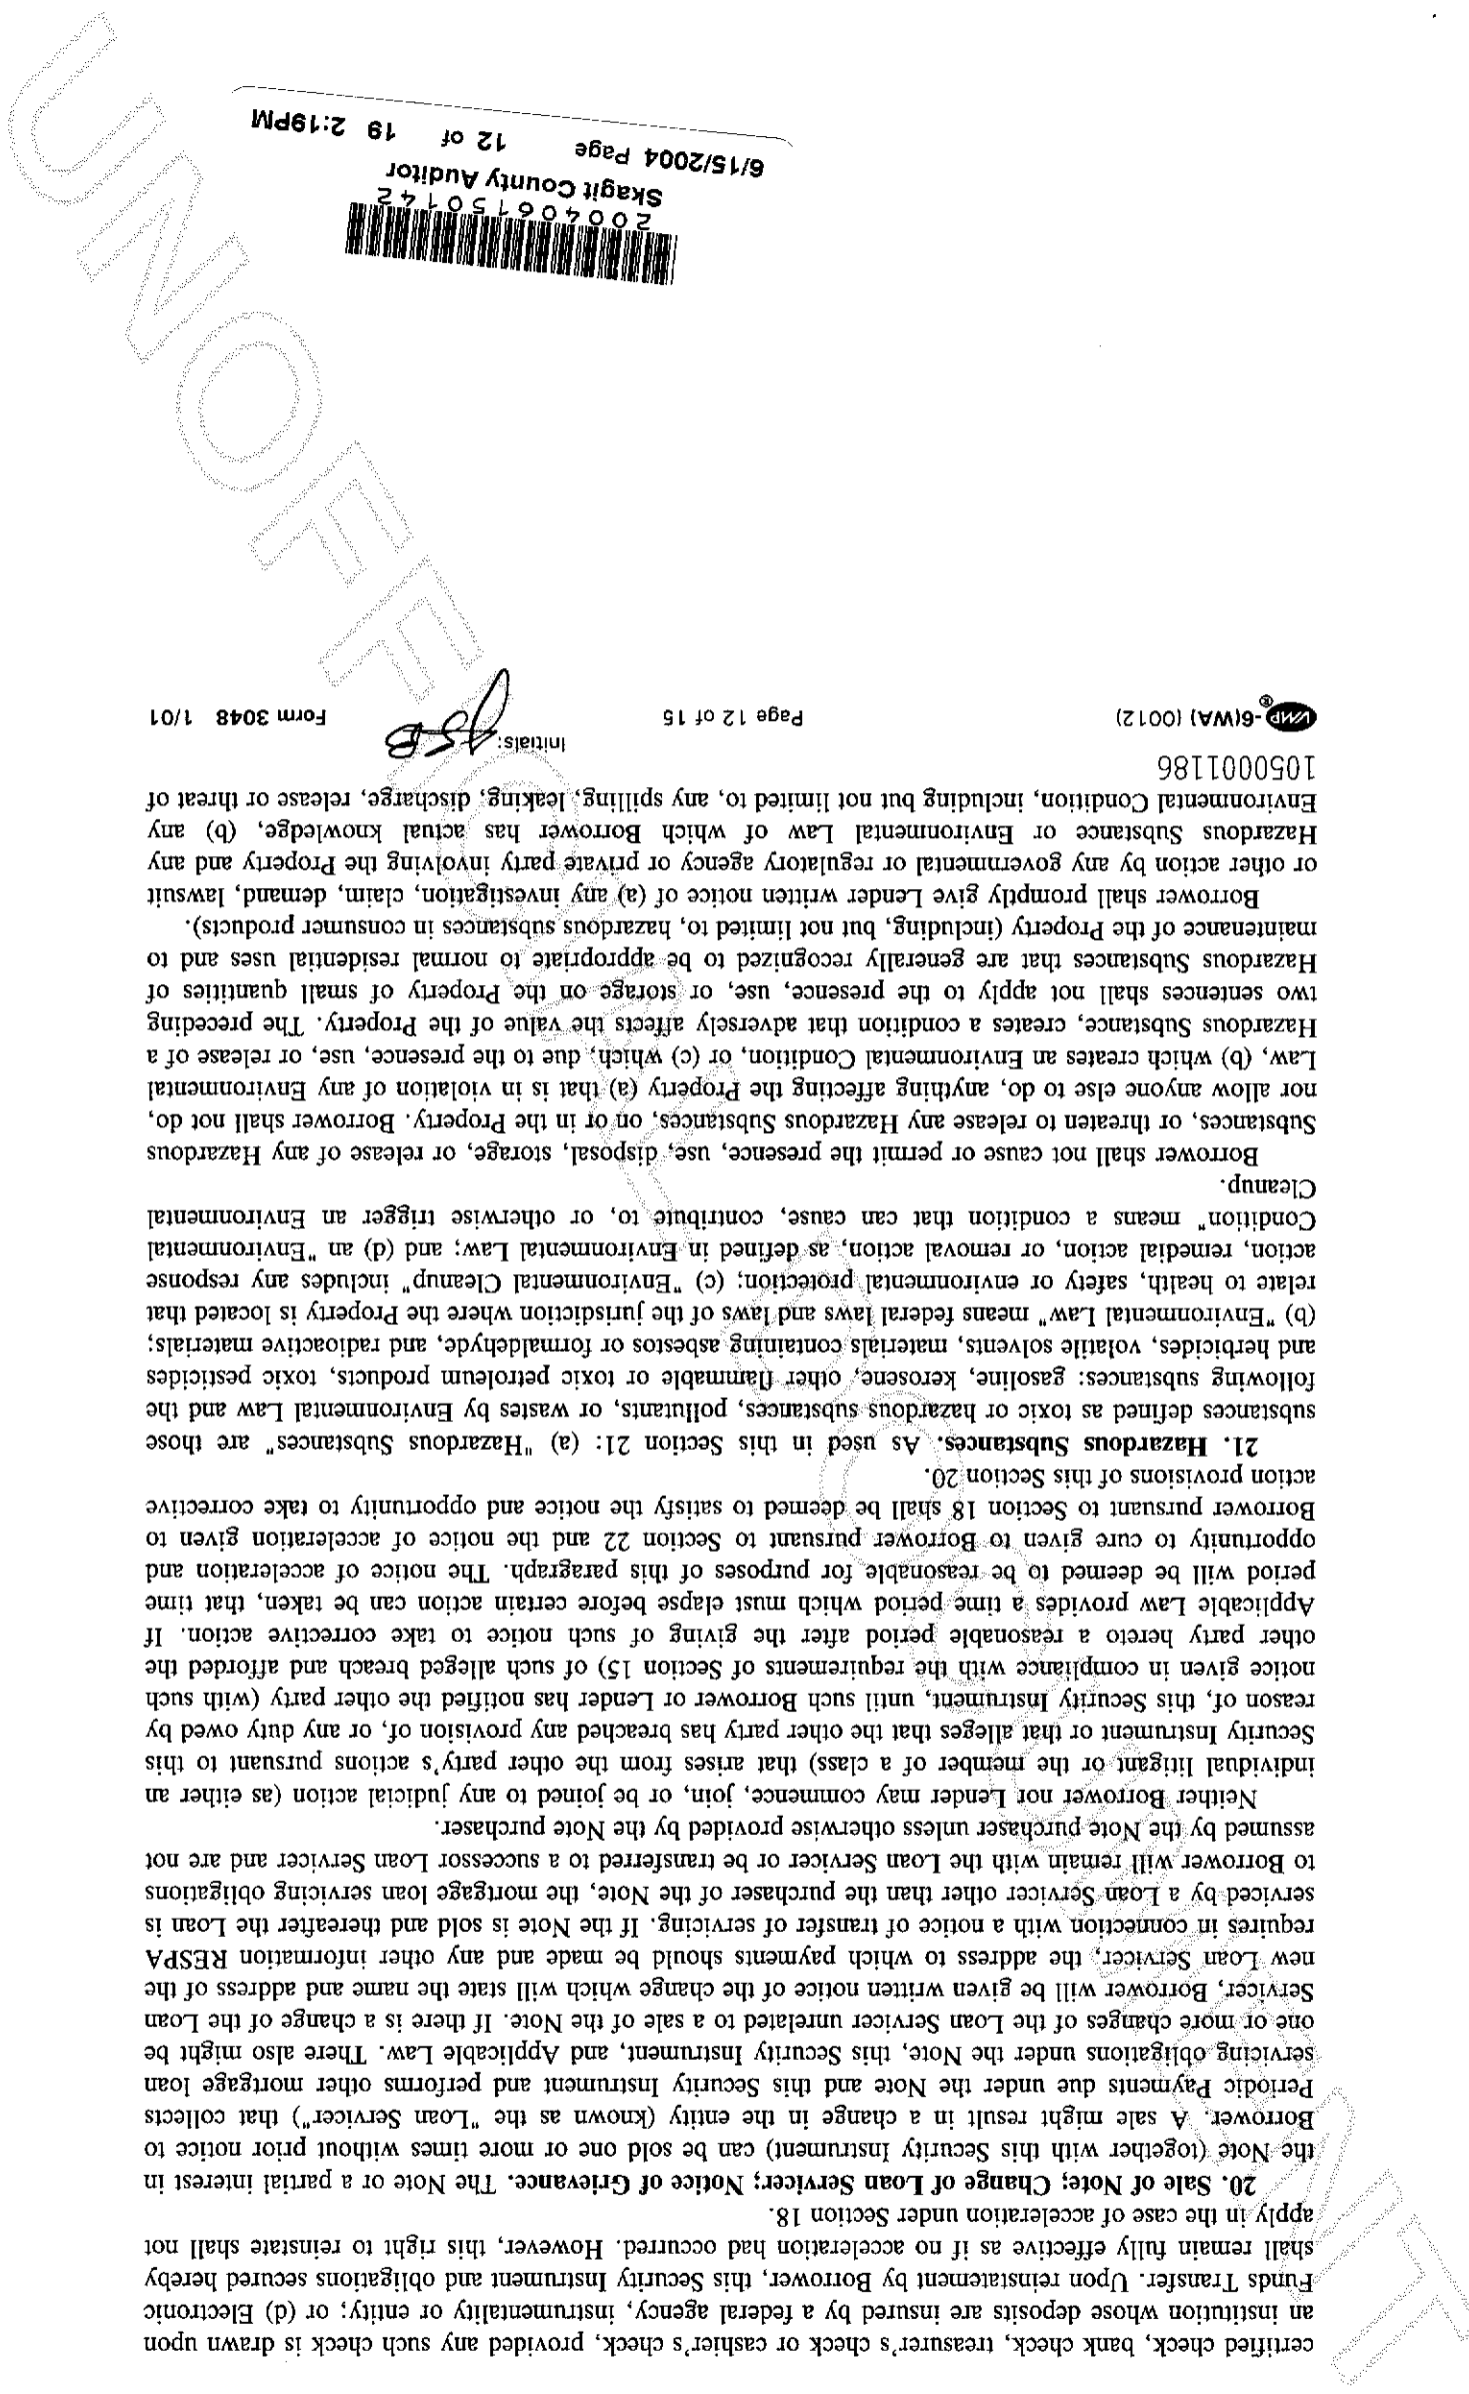 certified check, bank check, treasurer's check or cashier's check, provided any such check is drawn upon
an institution whose deposits are insured by a federal agency, instrumentality or entity; or (d) Electronic
Funds Transfer. Upon reinstatement by Borrower, this Security Instrument and obligations secured hereby
shall remain fully effective as if no acceleration had occurred. However, this right to reinstate shall not
apply in the case of acceleration under Section 18.
20. Sale of Note; Change of Loan Servicer; Notice of Grievance. The Note or a partial interest in
the Note (together with this Security Instrument) can be sold one or more times without prior notice to
Borrower. A sale might result in a change in the entity (known as the "Loan Servicer") that collects
Periodic Payments due under the Note and this Security Instrument and performs other mortgage loan
servicing obligations under the Note, this Security Instrument, and Applicable Law. There also might be
one or more changes of the Loan Servicer unrelated to a sale of the Note. If there is a change of the Loan
Servicer, Borrower will be given written notice of the change which will state the name and address of the
new Loan Servicer, the address to which payments should be made and any other information RESPA
requires in connection with a notice of transfer of servicing. If the Note is sold and thereafter the Loan is
serviced by a Loan Servicer other than the purchaser of the Note, the mortgage loan servicing obligations
to Borrower will remain with the Loan Servicer or be transferred to a successor Loan Servicer and are not
assumed by the Note purchaser unless otherwise provided by the Note purchaser.
Neither Borrower nor Lender may commence, join, or be joined to any judicial action (as either an
individual litigant or the member of a class) that arises from the other party's actions pursuant to this
Security Instrument or that alleges that the other party has breached any provision of, or any duty owed by
reason of, this Security Instrument, until such Borrower or Lender has notified the other party (with such
notice given in compliance with the requirements of Section 15) of such alleged breach and afforded the
other party hereto a reasonable period after the giving of such notice to take corrective action. If
Applicable Law provides a time period which must elapse before certain action can be taken, that time
period will be deemed to be reasonable for purposes of this paragraph. The notice of acceleration and
opportunity to cure given to Borrower pursuant to Section 22 and the notice of acceleration given to
Borrower pursuant to Section 18 shall be deemed to satisfy the notice and opportunity to take corrective
action provisions of this Section 20.
21. Hazardous Substances. As used in this Section 21: (a) "Hazardous Substances" are those
substances defined as toxic or hazardous substances, pollutants, or wastes by Environmental Law and the
following substances: gasoline, kerosene, other flammable or toxic petroleum products, toxic pesticides
and herbicides, volatile solvents, materials containing asbestos or formaldehyde, and radioactive materials;
(b) "Environmental Law" means federal laws and laws of the jurisdiction where the Property is located that
relate to health, safety or environmental protection; (c) "Environmental Cleanup" includes any response
action, remedial action, or removal action, as defined in Environmental Law; and (d) an "Environmental
Condition" means a condition that can cause, contribute to, or otherwise trigger an Environmental
Cleanup.
Borrower shall not cause or permit the presence, use, disposal, storage, or release of any Hazardous
Substances, or threaten to release any Hazardous Substances, on or in the Property. Borrower shall not do,
nor allow anyone else to do, anything affecting the Property (a) that is in violation of any Environmental
Law, (b) which creates an Environmental Condition, or (c) which, due to the presence, use, or release of a
Hazardous Substance, creates a condition that adversely affects the value of the Property. The preceding
two sentences shall not apply to the presence, use, or storage on the Property of small quantities of
Hazardous Substances that are generally recognized to be appropriate to normal residential uses and to
maintenance of the Property (including, but not limited to, hazardous substances in consumer products).
Borrower shall promptly give Lender written notice of (a) any investigation, claim, demand, lawsuit
or other action by any governmental or regulatory agency or private party involving the Property and any
Hazardous Substance or Environmental Law of which Borrower has actual knowledge, (b) any
Environmental Condition, including but not limited to, any spilling, leaking, discharge, release or threat of
1050001186
Initials: JSB
VMP®-6(WA) (0012) Page 12 of 15 Form 3048 1/01
200406150142
Skagit County Auditor
6/15/2004 Page 12 of 19 2:19PM
UNOFFICIAL DOCUMENT